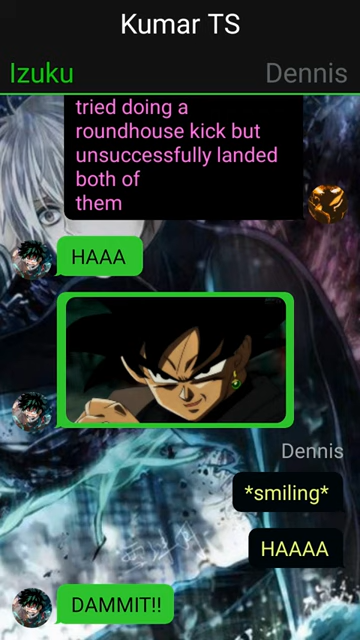 Kumar TS
Izuku
Dennis
tried doing a
roundhouse kick but
unsuccessfully landed
both of
them
HAAA
Dennis
*smiling*
HAAAA
DAMMIT!!